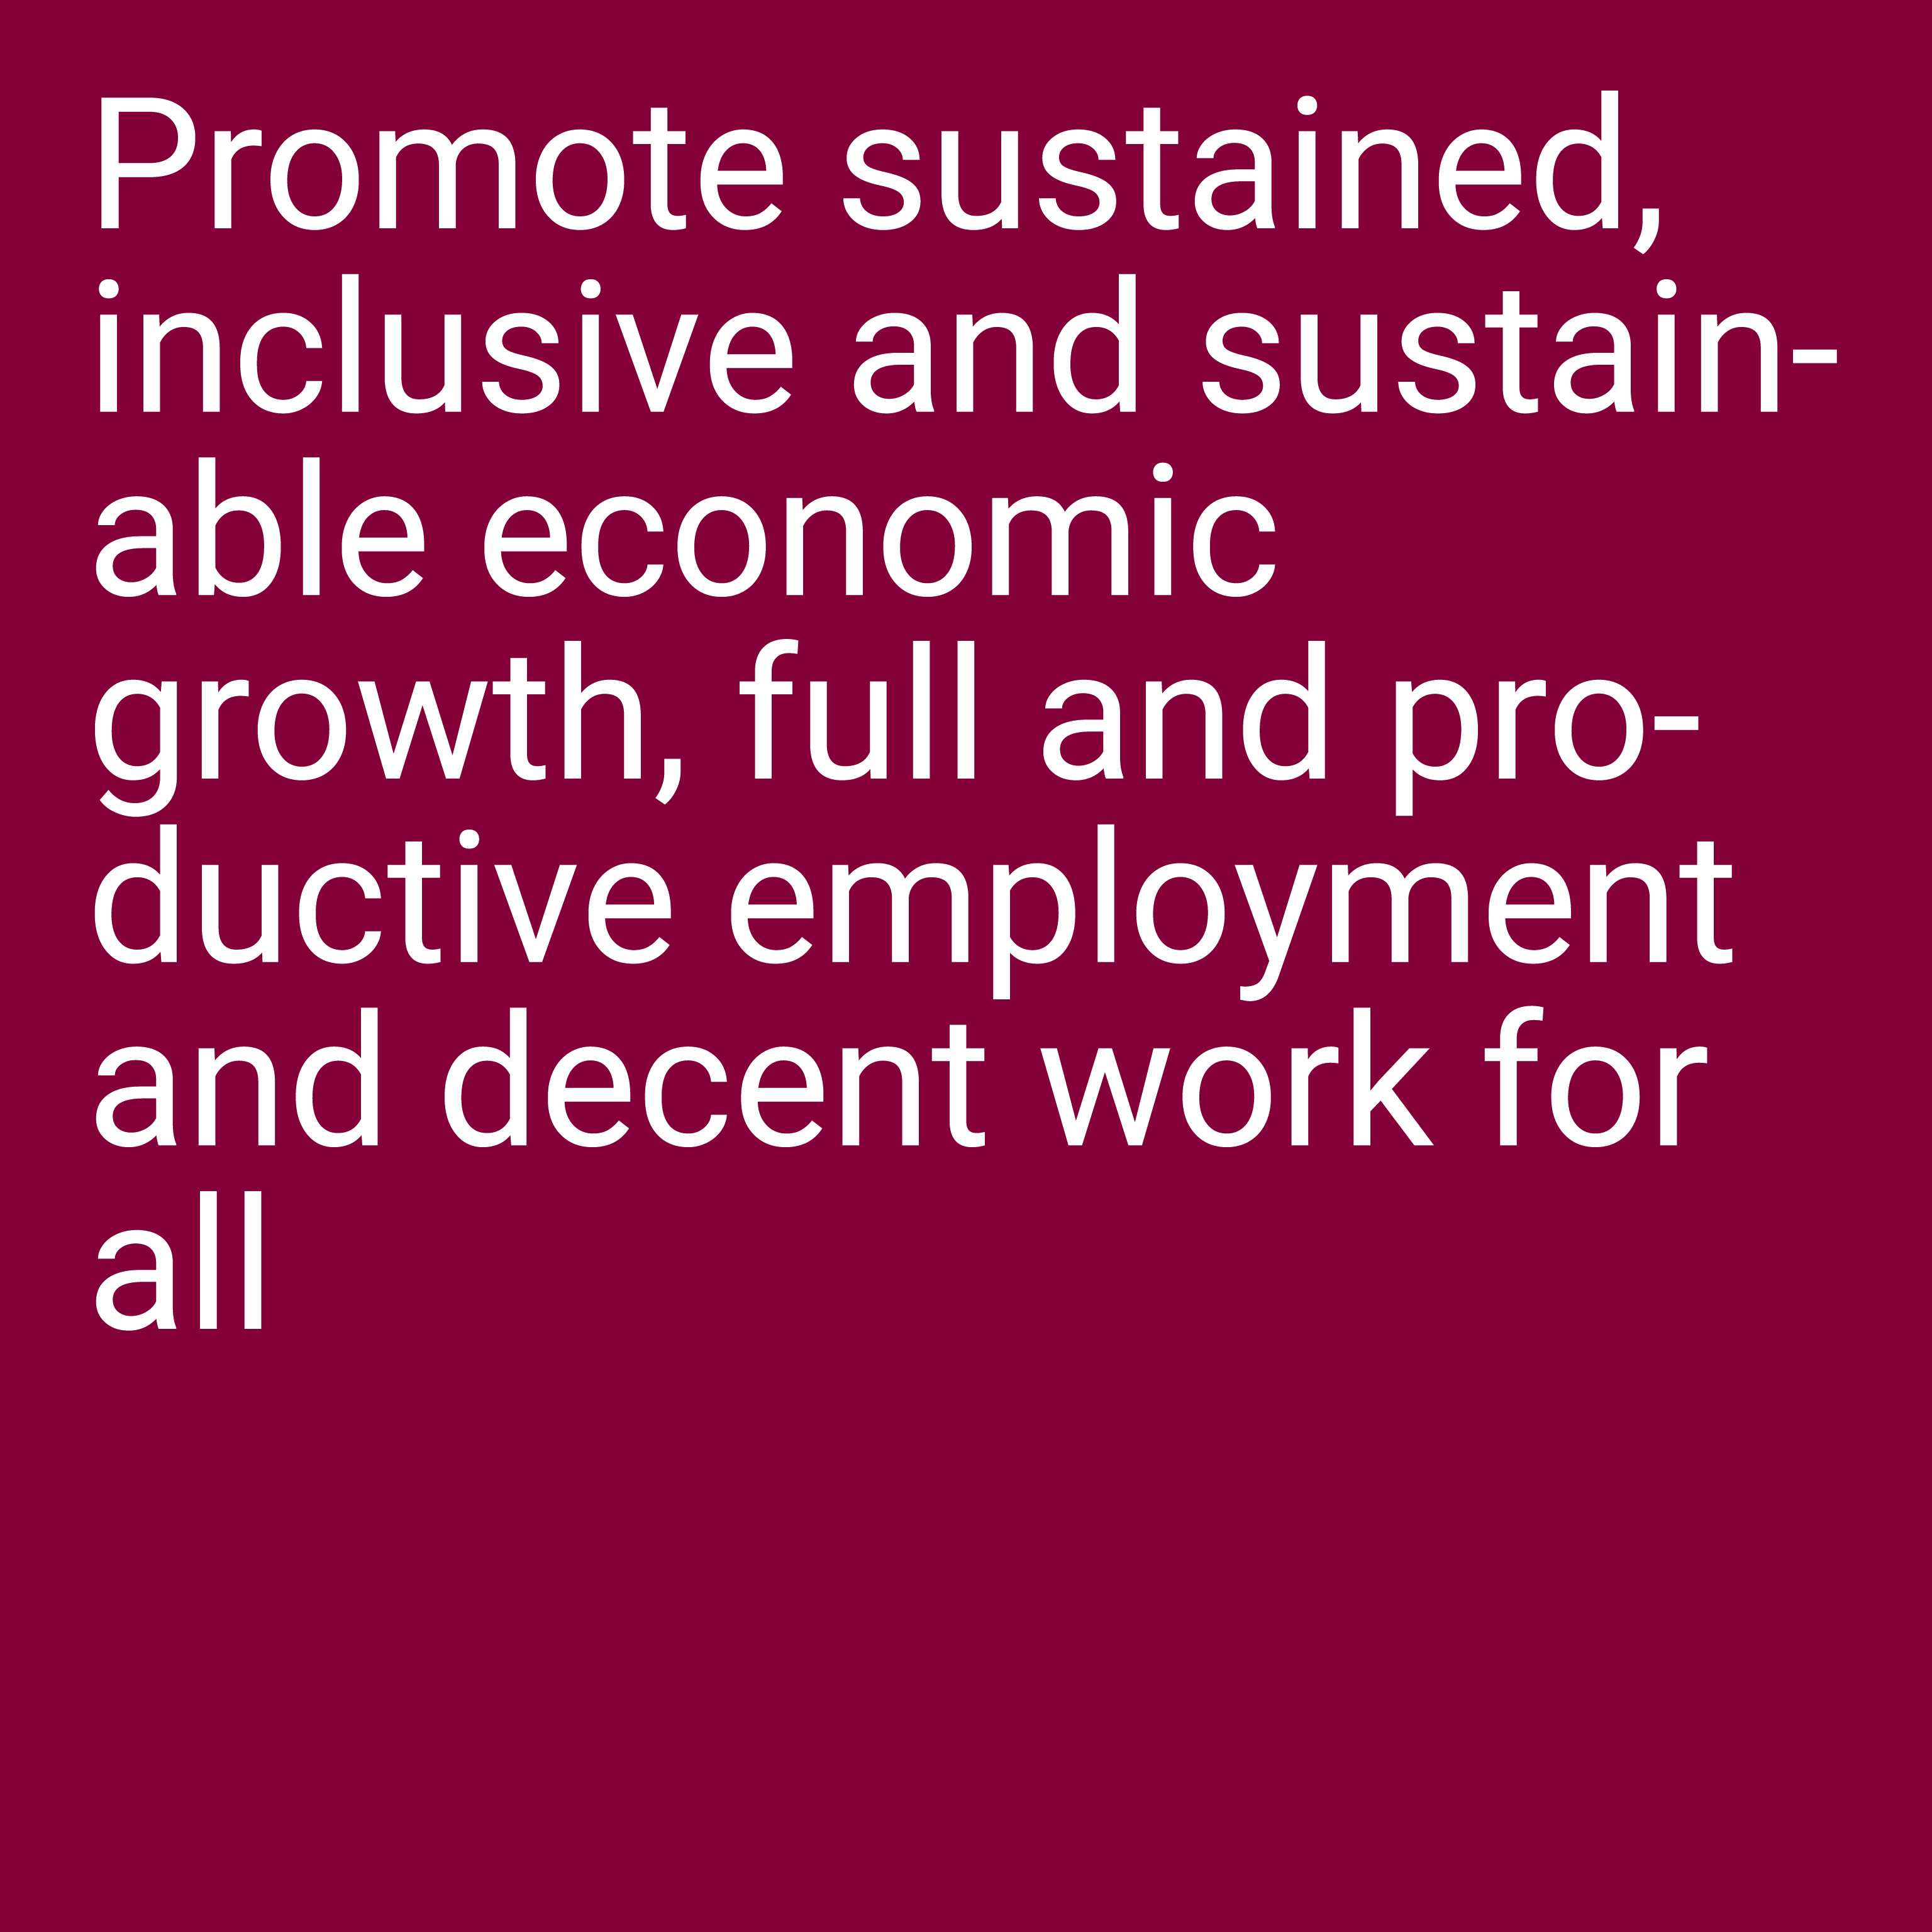 Promote sustained,
inclusive and sustain-
able economic
growth, full and pro-
ductive employment
and decent work for
all